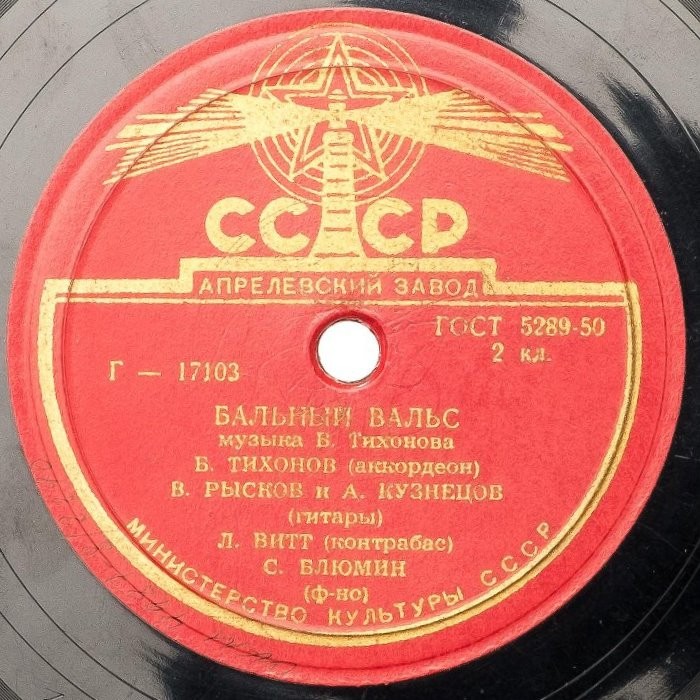 СССР
АПРЕЛЕВСКИЙ ЗАВОД
ГОСТ 5289-50
2 кл.
Г — 17103
БАЛЬНЫЙ ВАЛЬС
музыка Б. Тихонова
Б. ТИХОНОВ (аккордеон)
В. РЫСКОВ и А. КУЗНЕЦОВ
(гитары)
Л. ВИТТ (контрабас)
С. БЛЮМИН
(ф-но)
МИНИСТЕРСТВО КУЛЬТУРЫ СССР